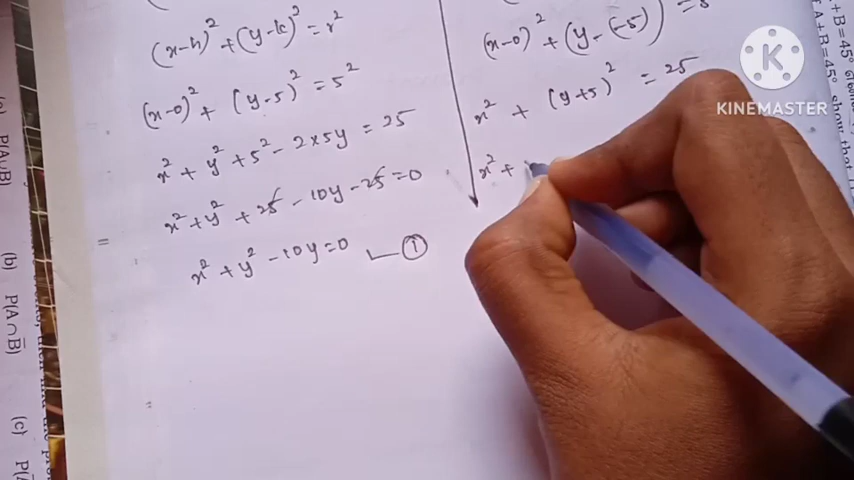 (x-h)² + (y-k)² = r²
(x-0)² + (y-5)² = 5²
x² + y² + 5² - 2×5y = 25
x² + y² + 25 - 10y - 25 = 0
= x² + y² - 10y = 0 ①
(x-0)² + (y-(-5))² =
x² + (y+5)² = 25
x² +
KINEMASTER
(b) P(A∩B̄)
(c)
A+B=45°